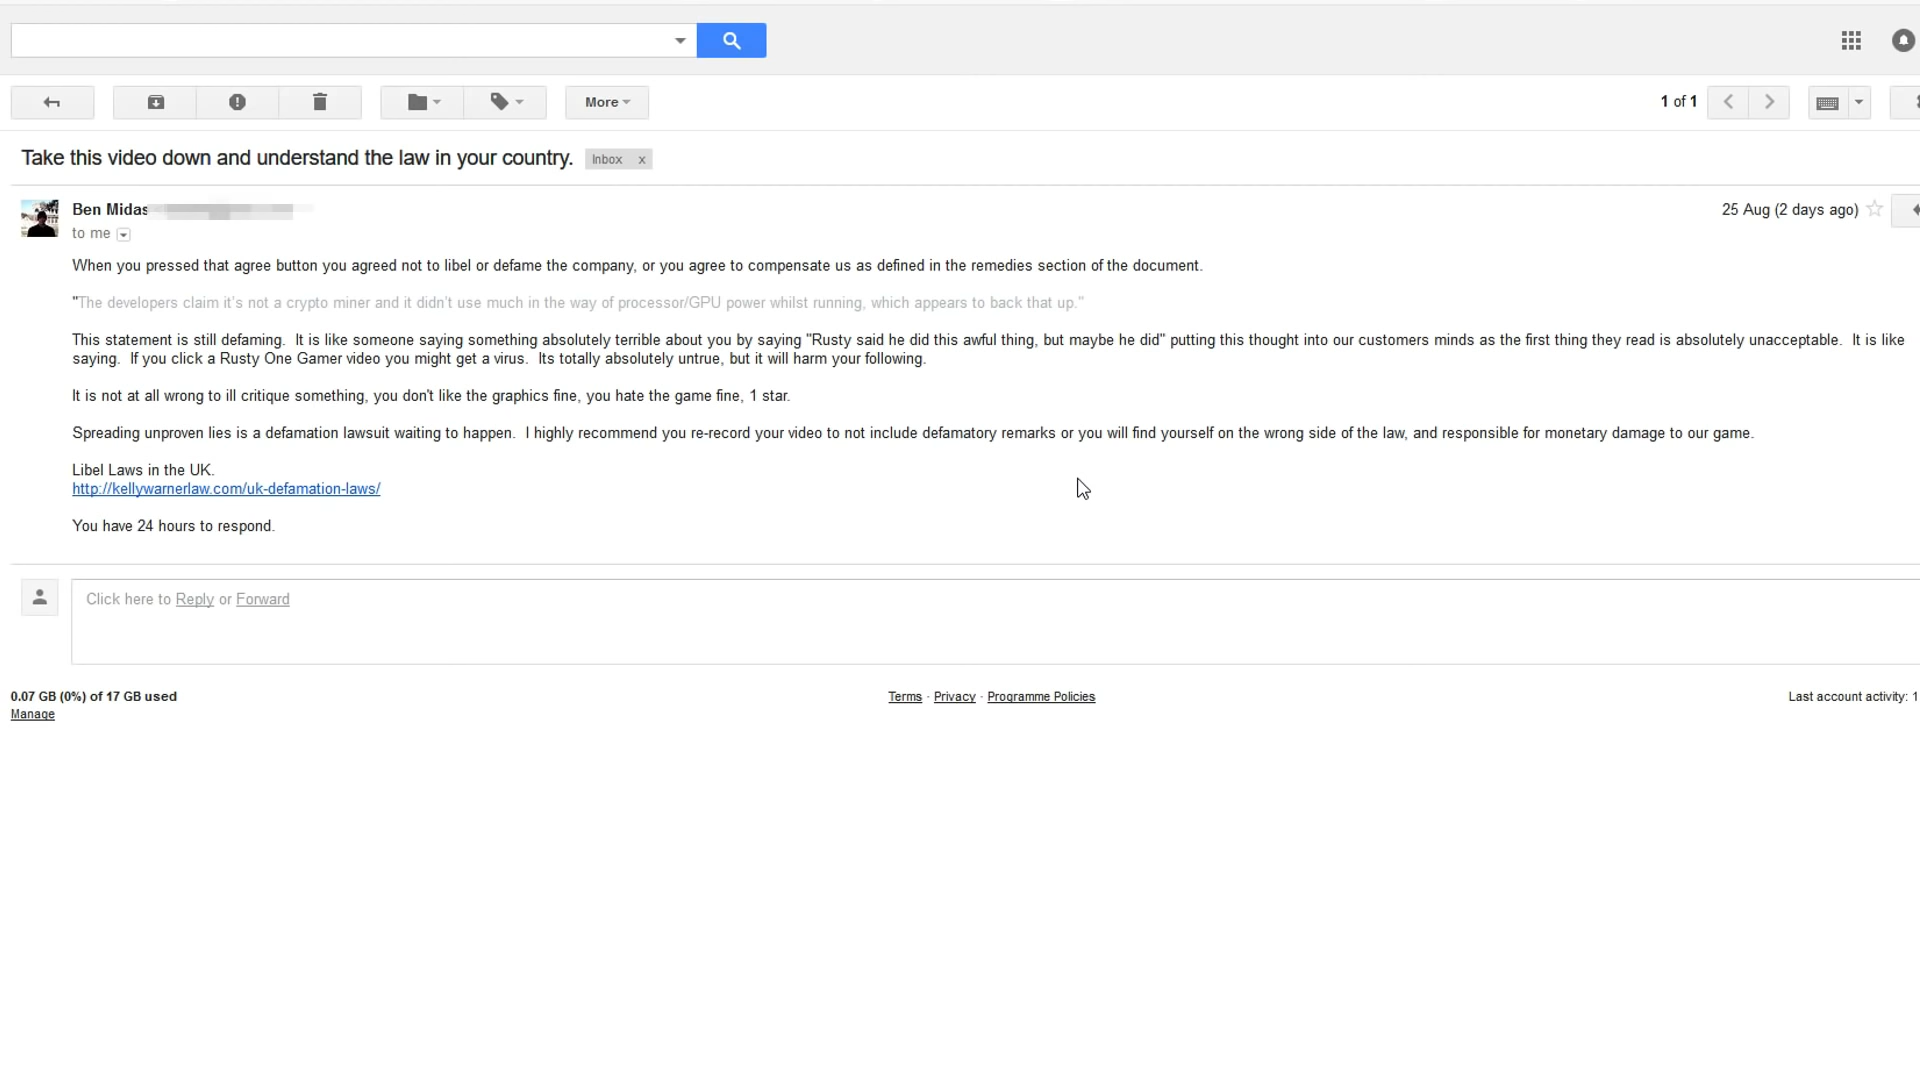 More
1 of 1
Take this video down and understand the law in your country. Inbox x
Ben Midas
25 Aug (2 days ago)
to me
When you pressed that agree button you agreed not to libel or defame the company, or you agree to compensate us as defined in the remedies section of the document.
"The developers claim it's not a crypto miner and it didn't use much in the way of processor/GPU power whilst running, which appears to back that up."
This statement is still defaming.  It is like someone saying something absolutely terrible about you by saying "Rusty said he did this awful thing, but maybe he did" putting this thought into our customers minds as the first thing they read is absolutely unacceptable.  It is like
saying.  If you click a Rusty One Gamer video you might get a virus.  Its totally absolutely untrue, but it will harm your following.
It is not at all wrong to ill critique something, you don't like the graphics fine, you hate the game fine, 1 star.
Spreading unproven lies is a defamation lawsuit waiting to happen.  I highly recommend you re-record your video to not include defamatory remarks or you will find yourself on the wrong side of the law, and responsible for monetary damage to our game.
Libel Laws in the UK.
http://kellywarnerlaw.com/uk-defamation-laws/
You have 24 hours to respond.
Click here to Reply or Forward
0.07 GB (0%) of 17 GB used
Manage
Terms · Privacy · Programme Policies
Last account activity: 1